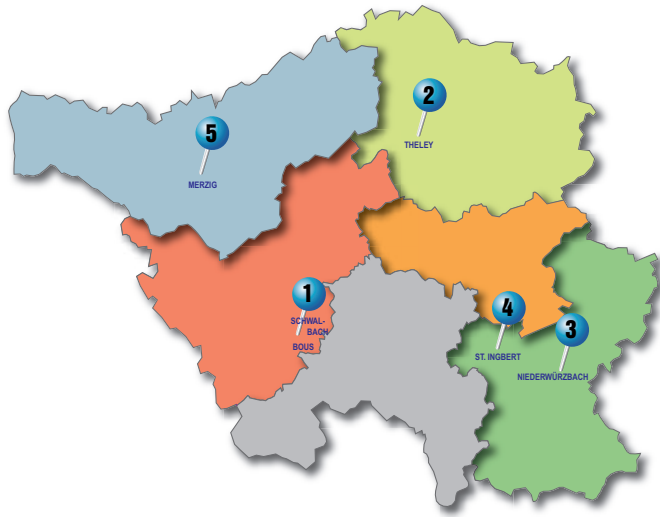 2
THELEY
5
MERZIG
1
SCHWAL-
BACH
BOUS
4
ST. INGBERT
3
NIEDERWÜRZBACH